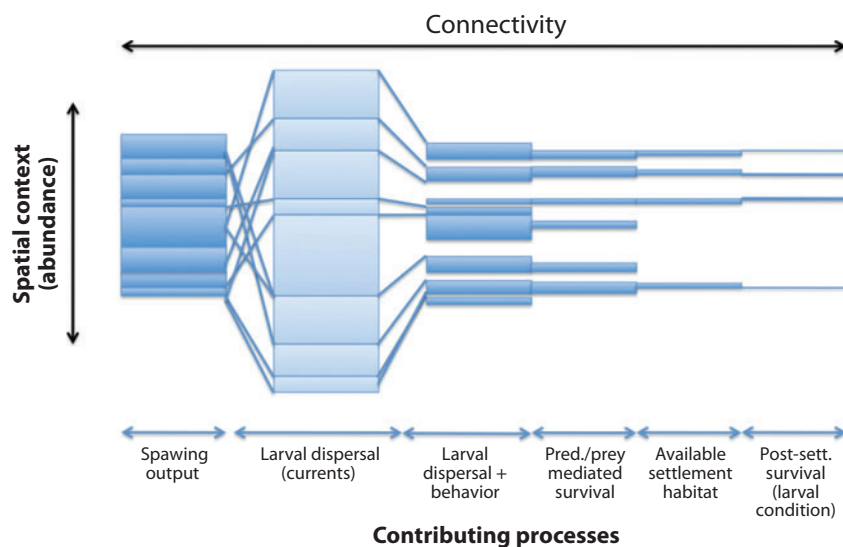 Connectivity
Spatial context
(abundance)
Spawing
output
Larval dispersal
(currents)
Larval
dispersal +
behavior
Pred./prey
mediated
survival
Available
settlement
habitat
Post-sett.
survival
(larval
condition)
Contributing processes